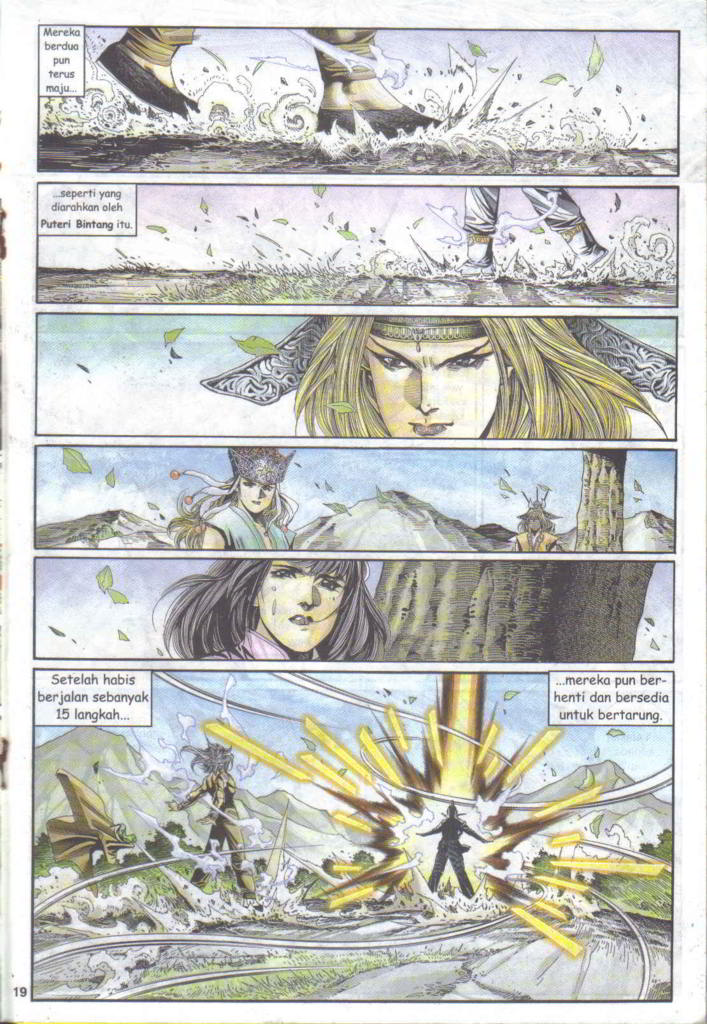 Mereka
berdua
pun
terus
maju...
...seperti yang
diarahkan oleh
Puteri Bintang itu.
Setelah habis
berjalan sebanyak
15 langkah...
...mereka pun ber-
henti dan bersedia
untuk bertarung.
19